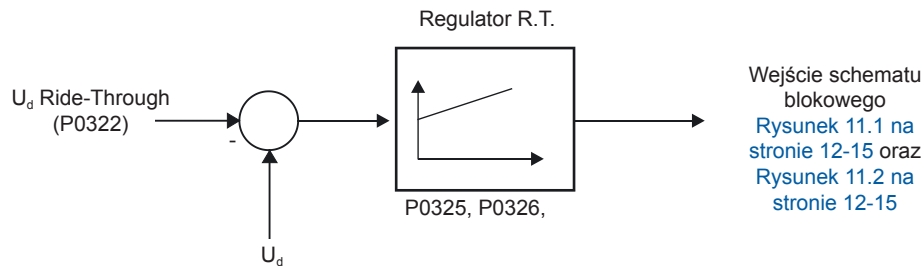 Regulator R.T.
U_d Ride-Through
(P0322)
-
U_d
P0325, P0326,
Wejście schematu
blokowego
Rysunek 11.1 na
stronie 12-15 oraz
Rysunek 11.2 na
stronie 12-15